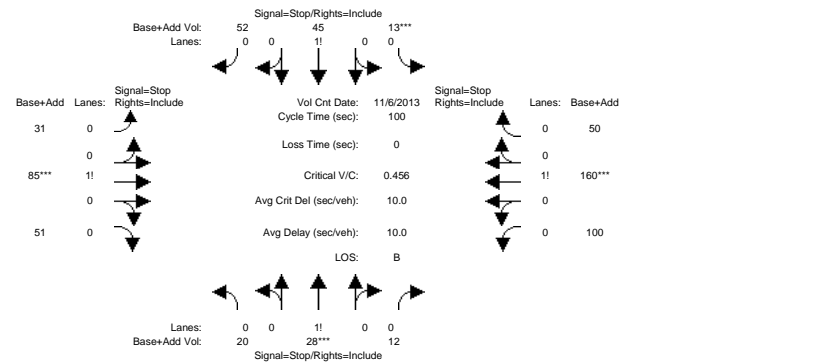 Signal=Stop/Rights=Include
Base+Add Vol: 52 45 13***
Lanes: 0 0 1! 0 0
Signal=Stop
Base+Add Lanes: Rights=Include
Vol Cnt Date: 11/6/2013
Signal=Stop
Rights=Include Lanes: Base+Add
Cycle Time (sec): 100
31 0
0 50
Loss Time (sec): 0
0
0
85*** 1!
Critical V/C: 0.456
1! 160***
0
Avg Crit Del (sec/veh): 10.0
0
51 0
Avg Delay (sec/veh): 10.0
0 100
LOS: B
Lanes: 0 0 1! 0 0
Base+Add Vol: 20 28*** 12
Signal=Stop/Rights=Include